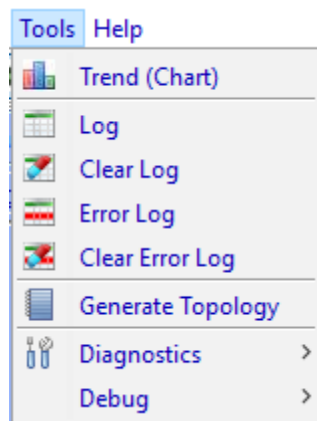 Tools Help
Trend (Chart)
Log
Clear Log
Error Log
Clear Error Log
Generate Topology
Diagnostics
Debug